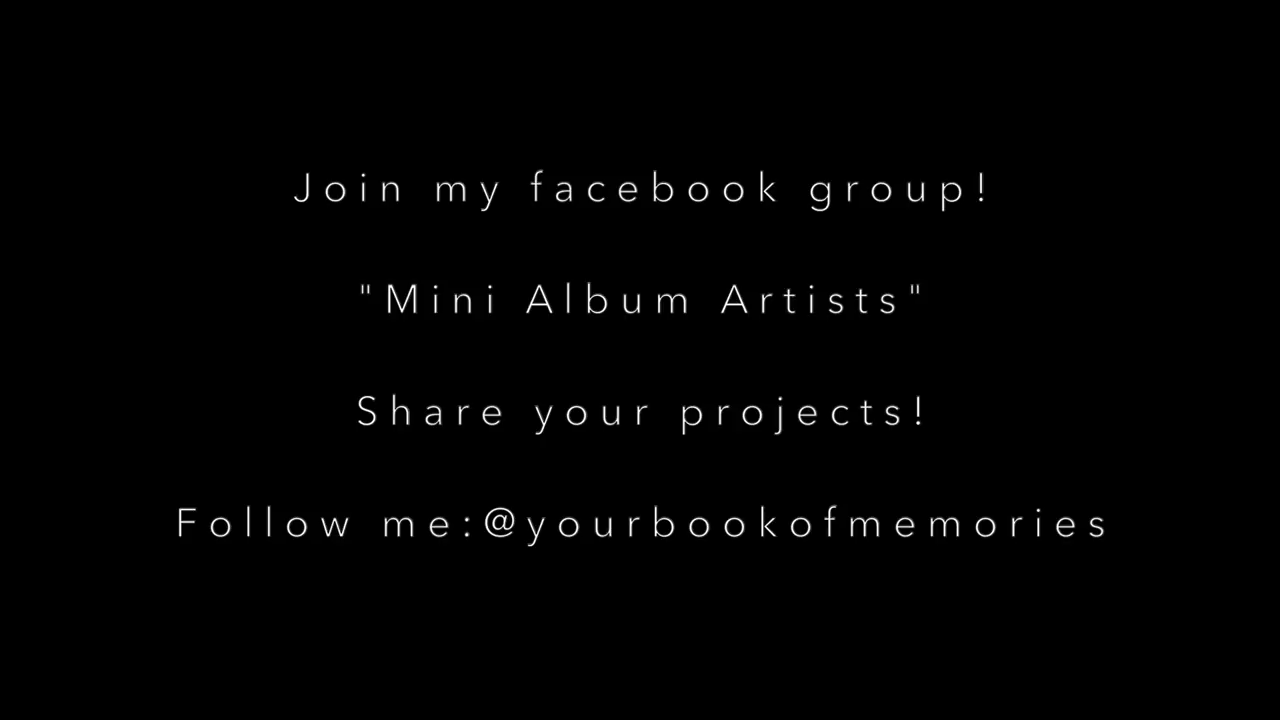 Join my facebook group!
"Mini Album Artists"
Share your projects!
Follow me:@yourbookofmemories